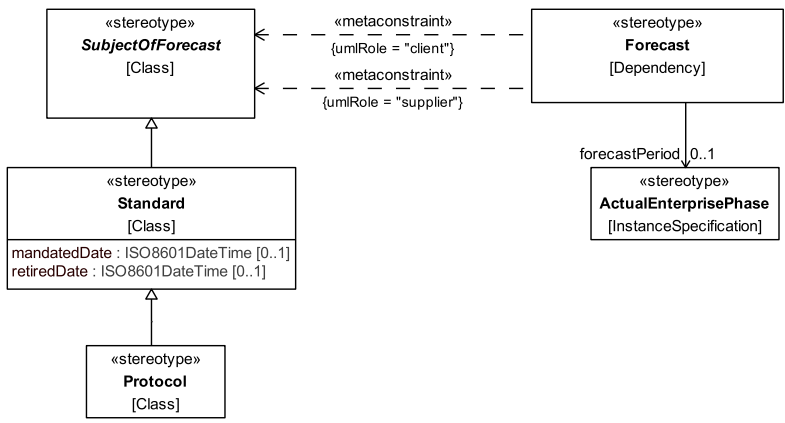 «stereotype»
SubjectOfForecast
[Class]
«metaconstraint»
{umlRole = "client"}
«metaconstraint»
{umlRole = "supplier"}
«stereotype»
Forecast
[Dependency]
forecastPeriod 0..1
«stereotype»
ActualEnterprisePhase
[InstanceSpecification]
«stereotype»
Standard
[Class]
mandatedDate : ISO8601DateTime [0..1]
retiredDate : ISO8601DateTime [0..1]
«stereotype»
Protocol
[Class]